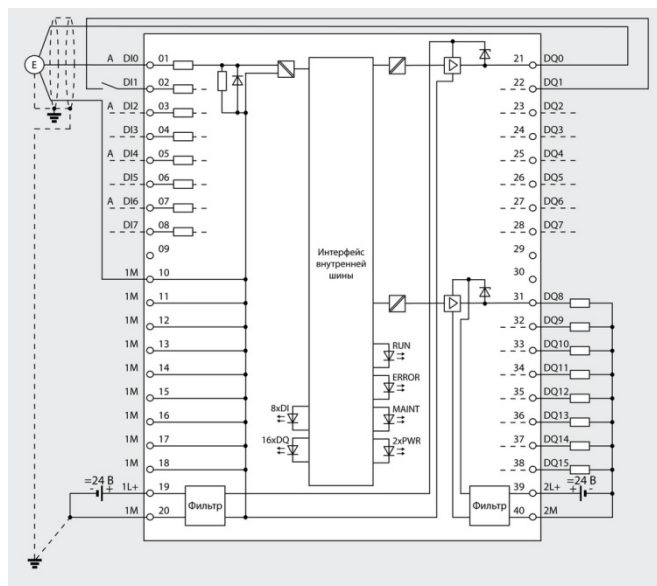 E A DI0 01 21 DQ0
DI1 02 22 DQ1
A DI2 03 23 DQ2
DI3 04 24 DQ3
A DI4 05 25 DQ4
DI5 06 26 DQ5
A DI6 07 27 DQ6
DI7 08 28 DQ7
09 29
Интерфейс
внутренней
шины
1M 10 30
1M 11 31 DQ8
1M 12 32 DQ9
1M 13 33 DQ10
RUN
1M 14 34 DQ11
ERROR
1M 15 35 DQ12
8xDI MAINT
1M 16 36 DQ13
16xDQ 2xPWR
1M 17 37 DQ14
1M 18 38 DQ15
=24 В 1L+ 19 39 2L+ =24 В
- + + -
Фильтр Фильтр
1M 20 40 2M